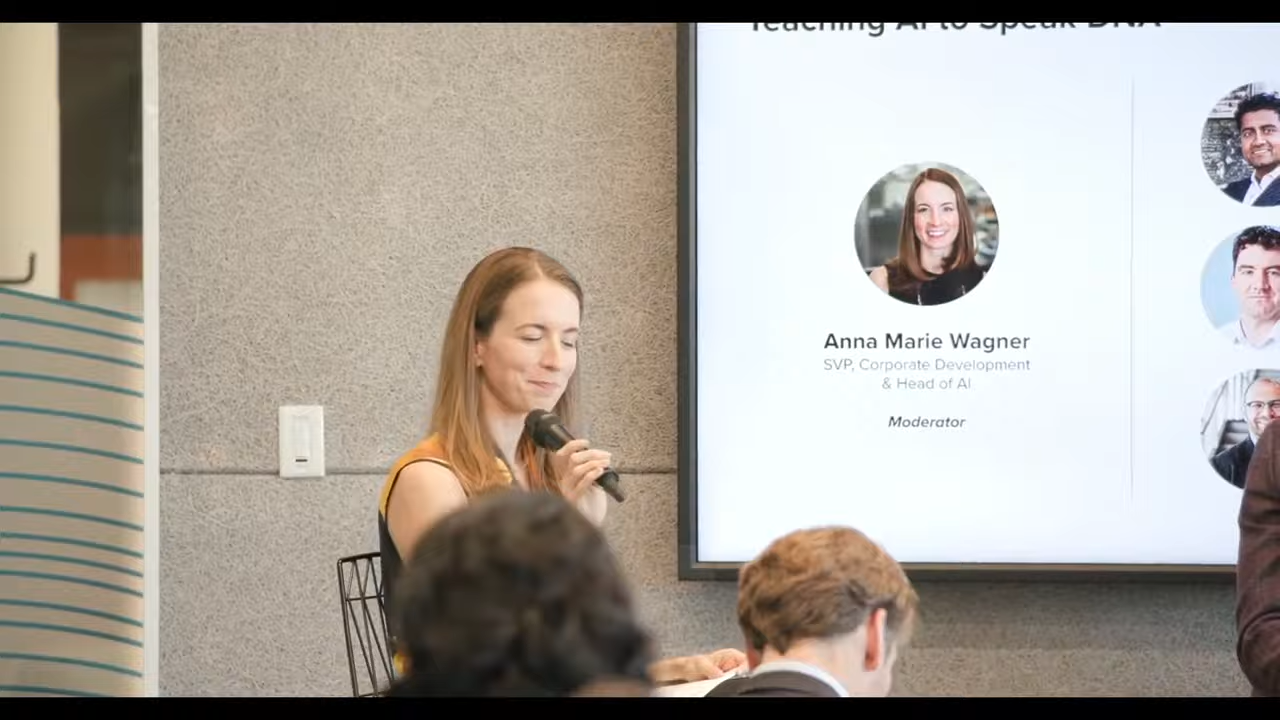 Teaching AI to Speak DNA
Anna Marie Wagner
SVP, Corporate Development
& Head of AI
Moderator